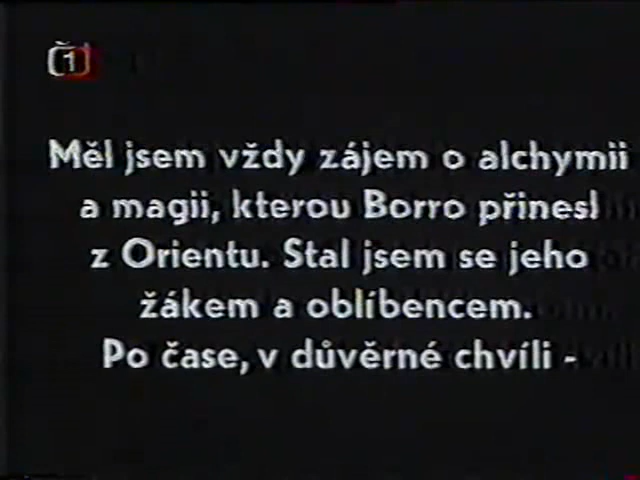 Č1
Měl jsem vždy zájem o alchymii
a magii, kterou Borro přinesl
z Orientu. Stal jsem se jeho
žákem a oblíbencem.
Po čase, v důvěrné chvíli -